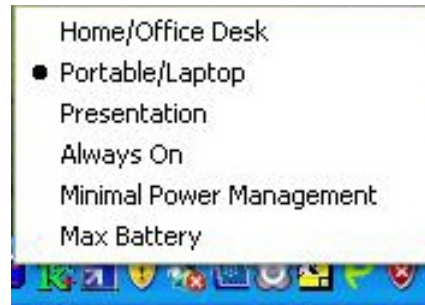 Home/Office Desk
Portable/Laptop
Presentation
Always On
Minimal Power Management
Max Battery